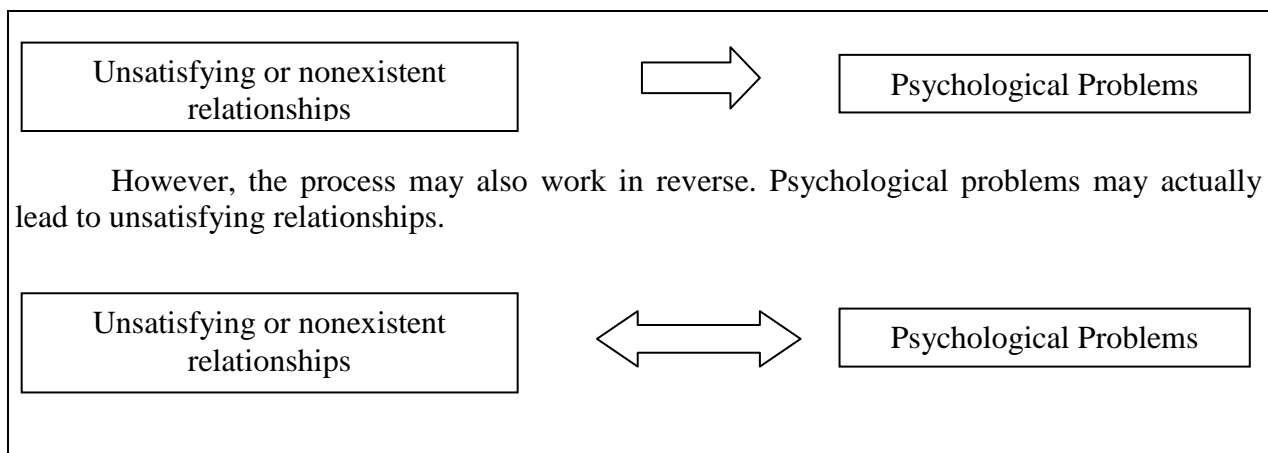 Unsatisfying or nonexistent
relationships
Psychological Problems
However, the process may also work in reverse. Psychological problems may actually
lead to unsatisfying relationships.
Unsatisfying or nonexistent
relationships
Psychological Problems